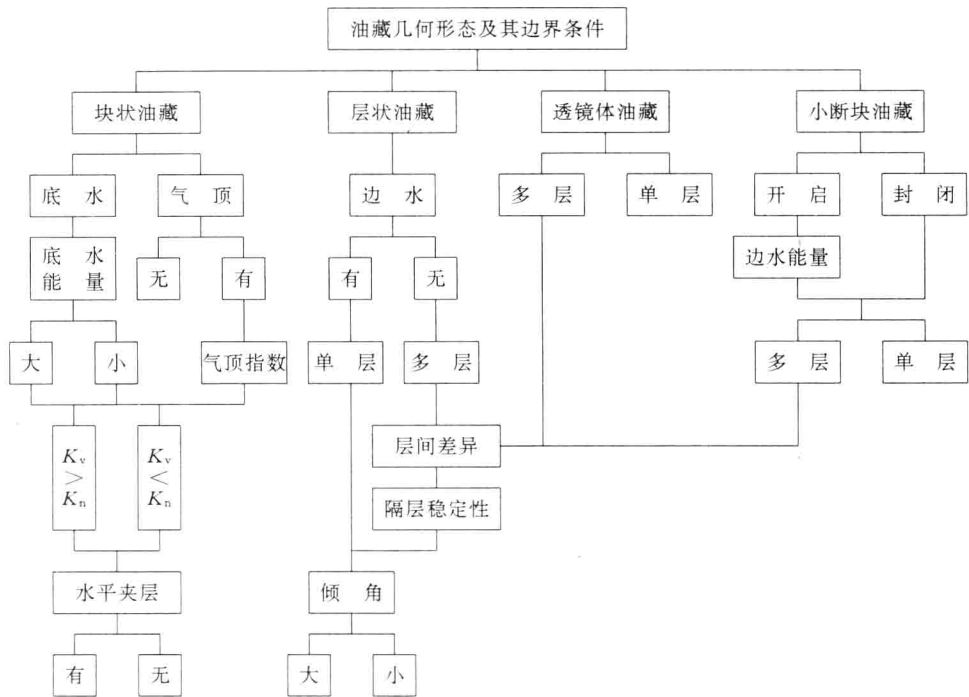 油藏几何形态及其边界条件
块状油藏
层状油藏
透镜体油藏
小断块油藏
底 水
气 顶
边 水
多 层
单 层
开 启
封 闭
底 水
能 量
无
有
有
无
边水能量
大
小
气顶指数
单 层
多 层
多 层
单 层
Kv
>
Kn
Kv
<
Kn
层间差异
隔层稳定性
水平夹层
倾 角
有
无
大
小